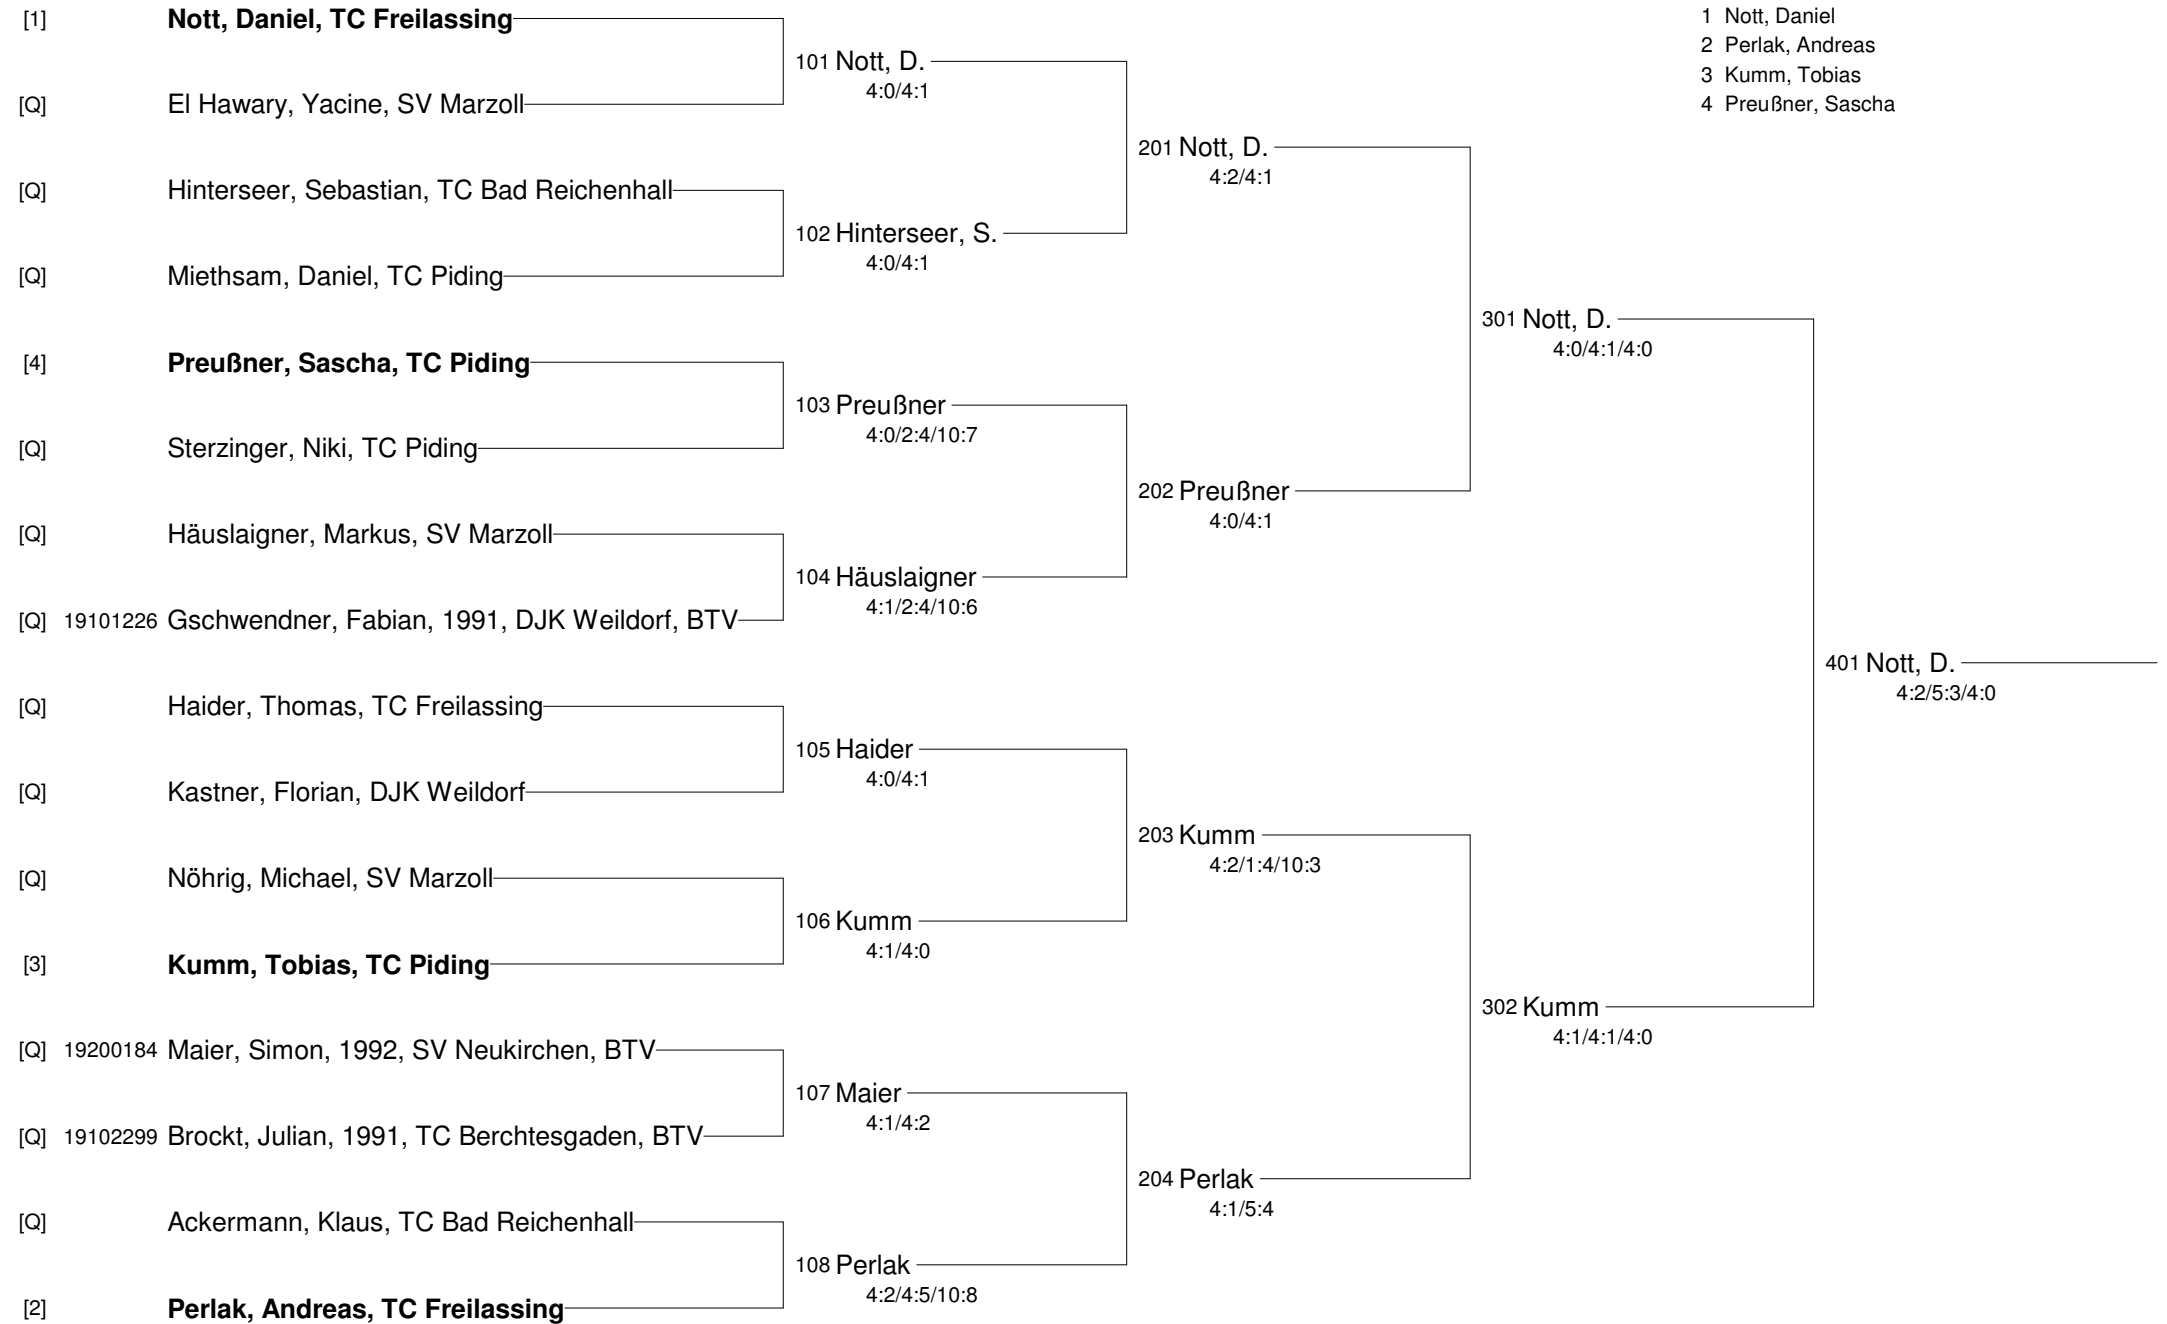 [1] Nott, Daniel, TC Freilassing
1 Nott, Daniel
2 Perlak, Andreas
3 Kumm, Tobias
4 Preußner, Sascha
101 Nott, D.
4:0/4:1
[Q] El Hawary, Yacine, SV Marzoll
201 Nott, D.
4:2/4:1
[Q] Hinterseer, Sebastian, TC Bad Reichenhall
102 Hinterseer, S.
4:0/4:1
[Q] Miethsam, Daniel, TC Piding
301 Nott, D.
4:0/4:1/4:0
[4] Preußner, Sascha, TC Piding
103 Preußner
4:0/2:4/10:7
[Q] Sterzinger, Niki, TC Piding
202 Preußner
4:0/4:1
[Q] Häuslaigner, Markus, SV Marzoll
104 Häuslaigner
4:1/2:4/10:6
[Q] 19101226 Gschwendner, Fabian, 1991, DJK Weildorf, BTV
401 Nott, D.
4:2/5:3/4:0
[Q] Haider, Thomas, TC Freilassing
105 Haider
4:0/4:1
[Q] Kastner, Florian, DJK Weildorf
203 Kumm
4:2/1:4/10:3
[Q] Nöhrig, Michael, SV Marzoll
106 Kumm
4:1/4:0
[3] Kumm, Tobias, TC Piding
302 Kumm
4:1/4:1/4:0
[Q] 19200184 Maier, Simon, 1992, SV Neukirchen, BTV
107 Maier
4:1/4:2
[Q] 19102299 Brockt, Julian, 1991, TC Berchtesgaden, BTV
204 Perlak
4:1/5:4
[Q] Ackermann, Klaus, TC Bad Reichenhall
108 Perlak
4:2/4:5/10:8
[2] Perlak, Andreas, TC Freilassing